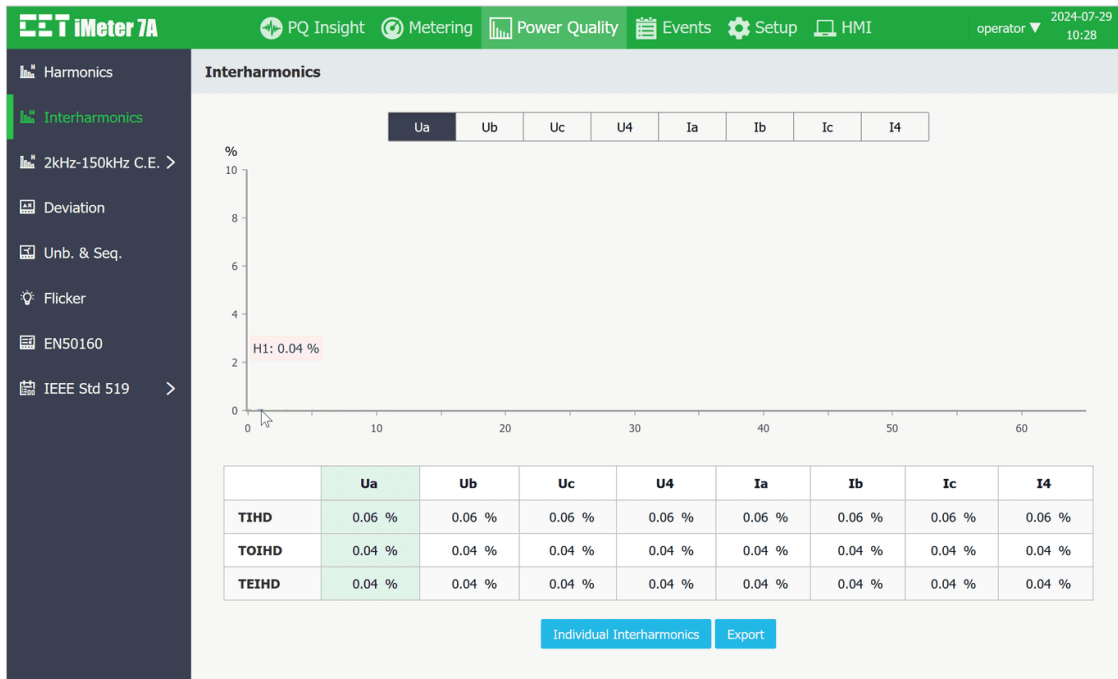 CET iMeter 7A
PQ Insight Metering Power Quality Events Setup HMI operator ▼ 2024-07-29 10:28
Harmonics
Interharmonics
2kHz-150kHz C.E.
Deviation
Unb. & Seq.
Flicker
EN50160
IEEE Std 519
Interharmonics
Ua Ub Uc U4 Ia Ib Ic I4
%
10
8
6
4
H1: 0.04 %
2
0
0 10 20 30 40 50 60
Ua Ub Uc U4 Ia Ib Ic I4
TIHD 0.06 % 0.06 % 0.06 % 0.06 % 0.06 % 0.06 % 0.06 % 0.06 %
TOIHD 0.04 % 0.04 % 0.04 % 0.04 % 0.04 % 0.04 % 0.04 % 0.04 %
TEIHD 0.04 % 0.04 % 0.04 % 0.04 % 0.04 % 0.04 % 0.04 % 0.04 %
Individual Interharmonics Export